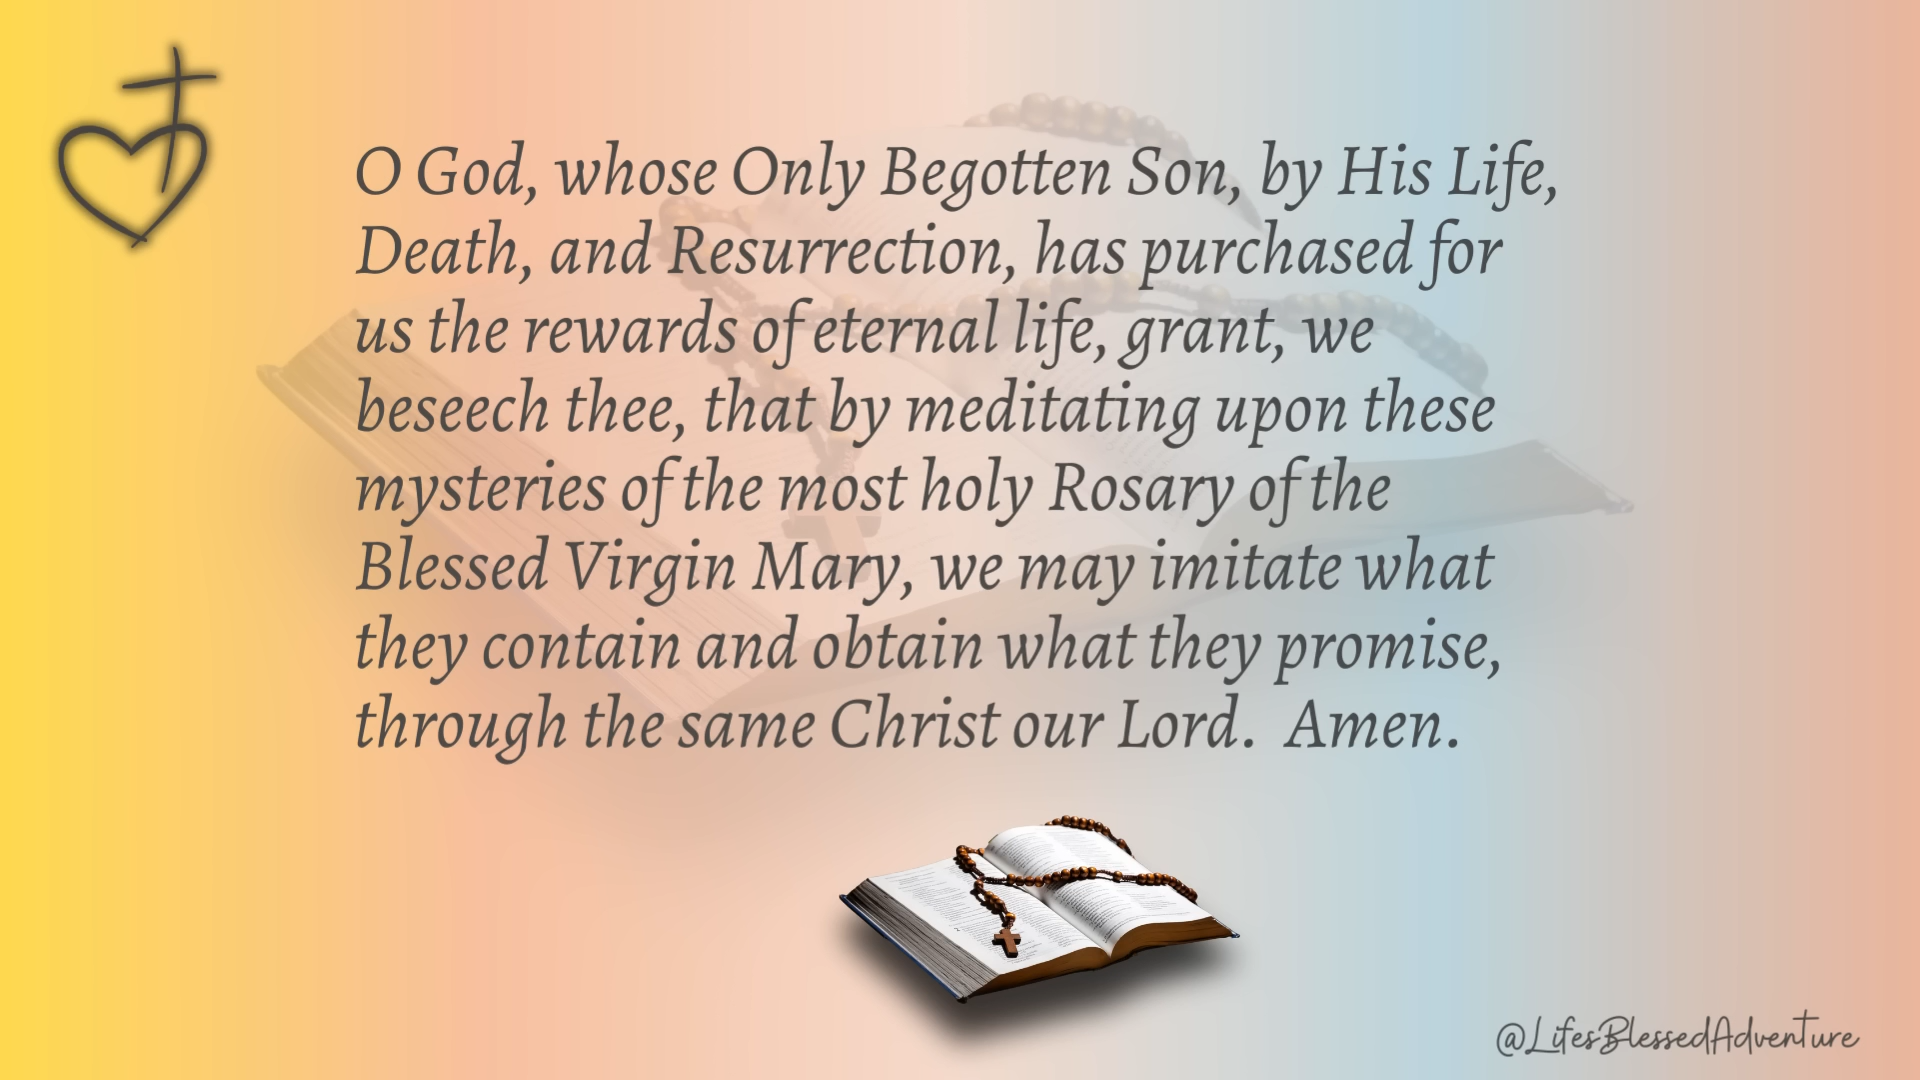 O God, whose Only Begotten Son, by His Life,
Death, and Resurrection, has purchased for
us the rewards of eternal life, grant, we
beseech thee, that by meditating upon these
mysteries of the most holy Rosary of the
Blessed Virgin Mary, we may imitate what
they contain and obtain what they promise,
through the same Christ our Lord.  Amen.
@LifesBlessedAdventure